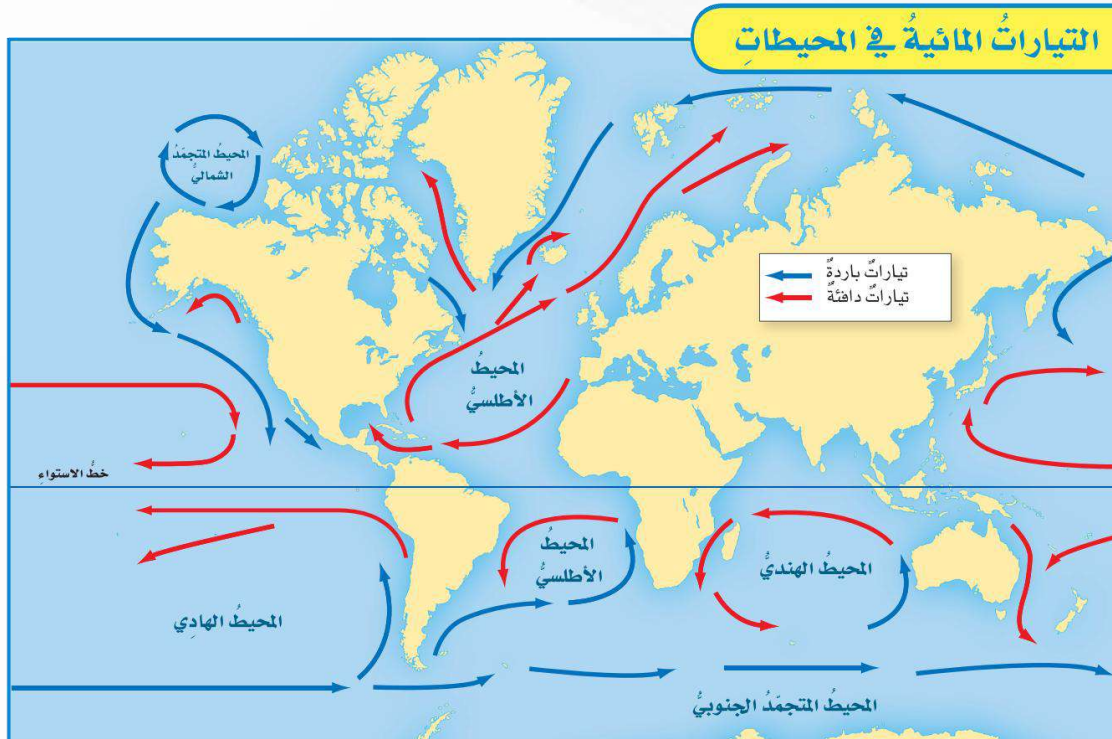 التياراتُ المائيةُ في المحيطاتِ
المحيطُ المتجمّدُ
الشماليُّ
تياراتٌ باردةٌ
تياراتٌ دافئةٌ
المحيطُ
الأطلسيُّ
خطُّ الاستواءِ
المحيطُ
الأطلسيُّ
المحيطُ الهنديُّ
المحيطُ الهادِي
المحيطُ المتجمّدُ الجنوبيُّ